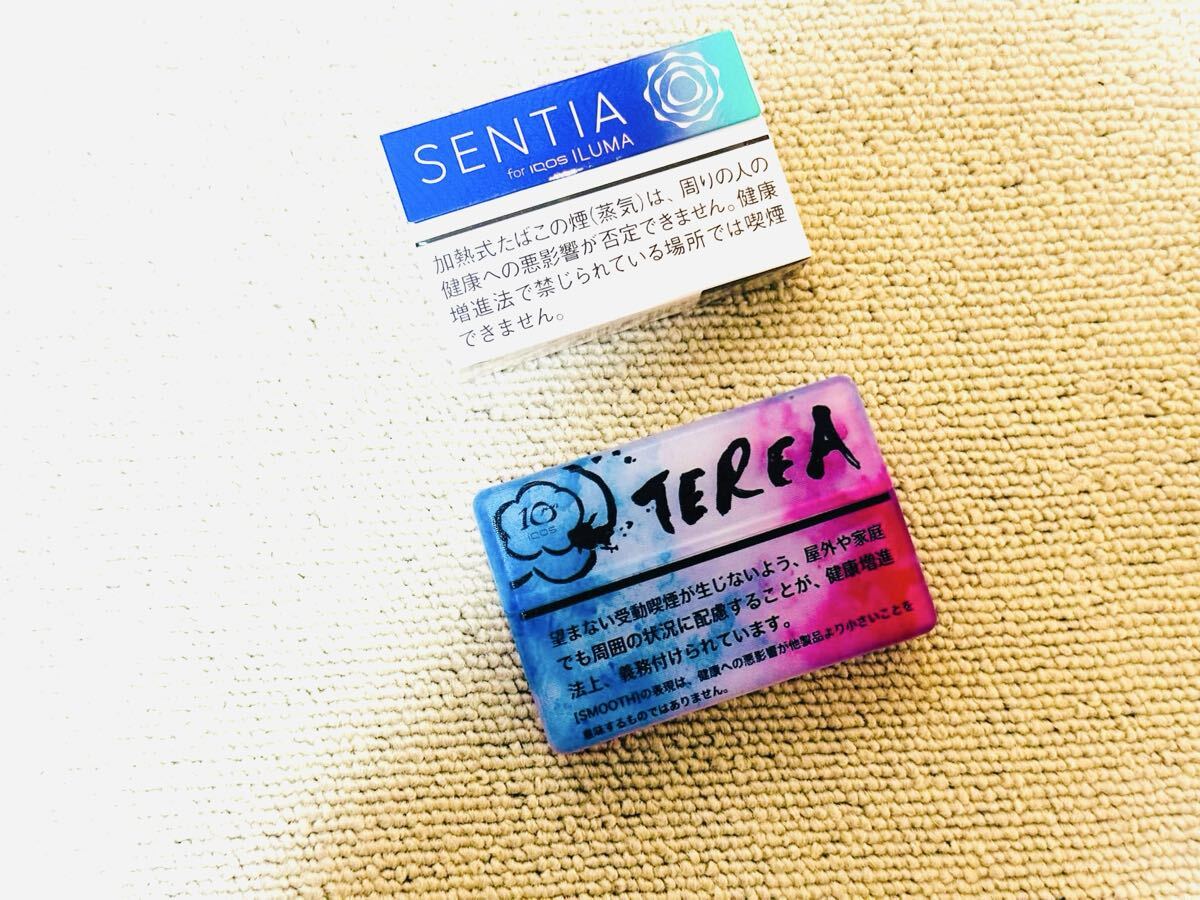 SENTIA
for IQOS ILUMA
加熱式たばこの煙(蒸気)は、周りの人の
健康への悪影響が否定できません。健康
増進法で禁じられている場所では喫煙
できません。
TEREA
10
IQOS
望まない受動喫煙が生じないよう、屋外や家庭
でも周囲の状況に配慮することが、健康増進
法上、義務付けられています。
[SMOOTH]の表現は、健康への悪影響が他製品より小さいことを
意味するものではありません。